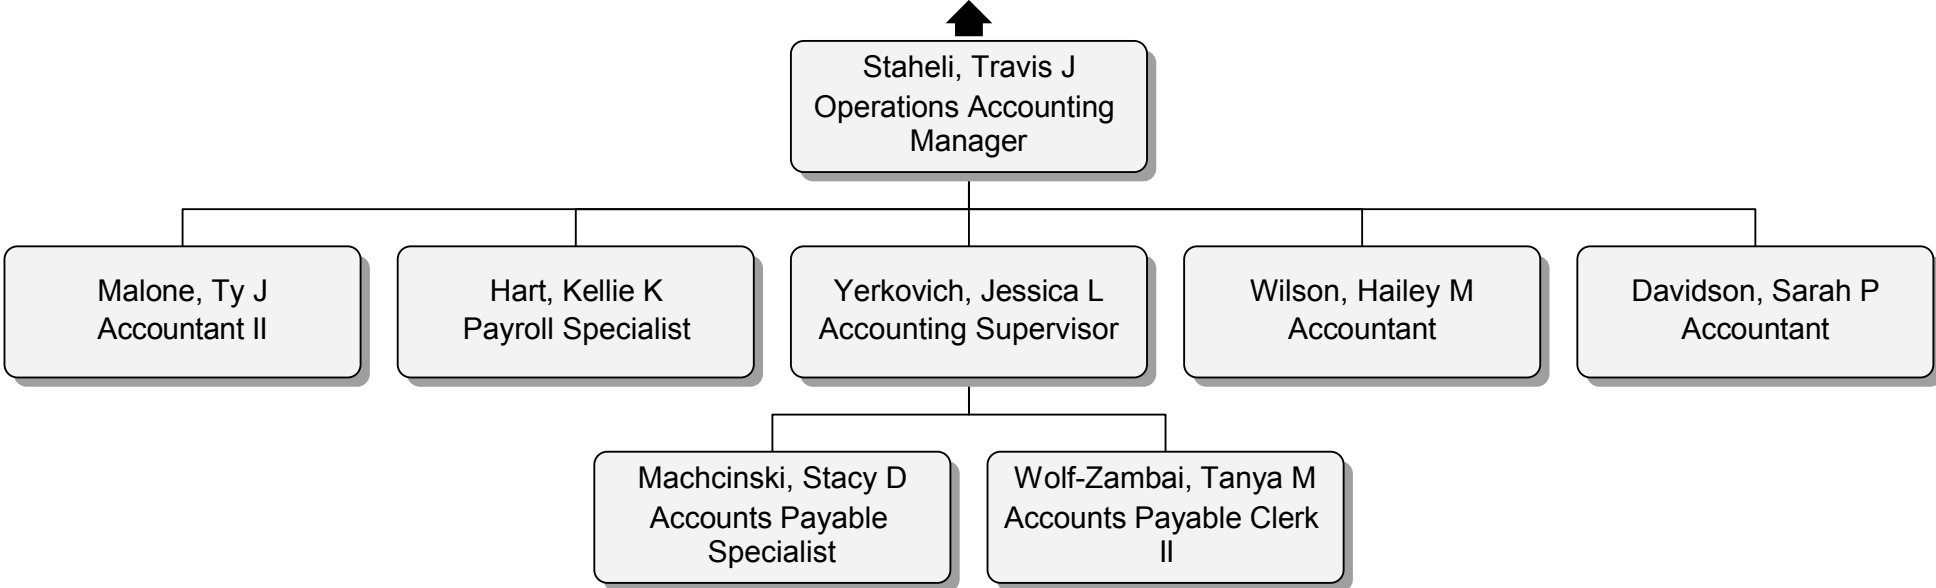 Staheli, Travis J
Operations Accounting
Manager
Malone, Ty J
Accountant II
Hart, Kellie K
Payroll Specialist
Yerkovich, Jessica L
Accounting Supervisor
Wilson, Hailey M
Accountant
Davidson, Sarah P
Accountant
Machcinski, Stacy D
Accounts Payable
Specialist
Wolf-Zambai, Tanya M
Accounts Payable Clerk
II